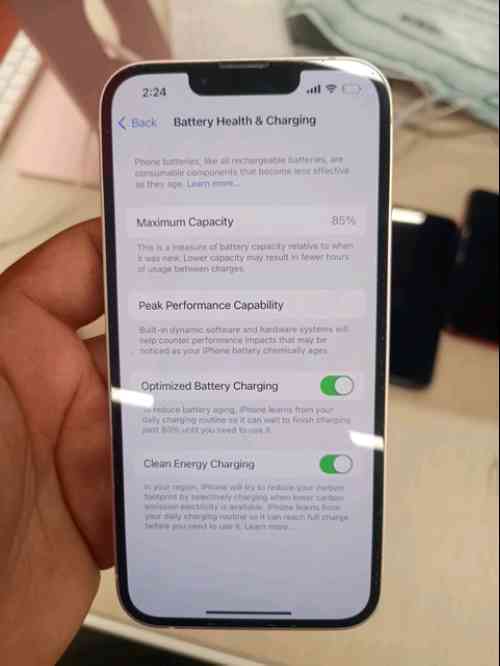 2:24
Back Battery Health & Charging
Phone batteries, like all rechargeable batteries, are
consumable components that become less effective
as they age. Learn more...
Maximum Capacity 85%
This is a measure of battery capacity relative to when
it was new. Lower capacity may result in fewer hours
of usage between charges.
Peak Performance Capability
Built-in dynamic software and hardware systems will
help counter performance impacts that may be
noticed as your iPhone battery chemically ages.
Optimized Battery Charging
To reduce battery aging, iPhone learns from your
daily charging routine so it can wait to finish charging
past 80% until you need to use it.
Clean Energy Charging
In your region, iPhone will try to reduce your carbon
footprint by selectively charging when lower carbon
emission electricity is available. iPhone learns from
your daily charging routine so it can reach full charge
before you need to use it. Learn more...